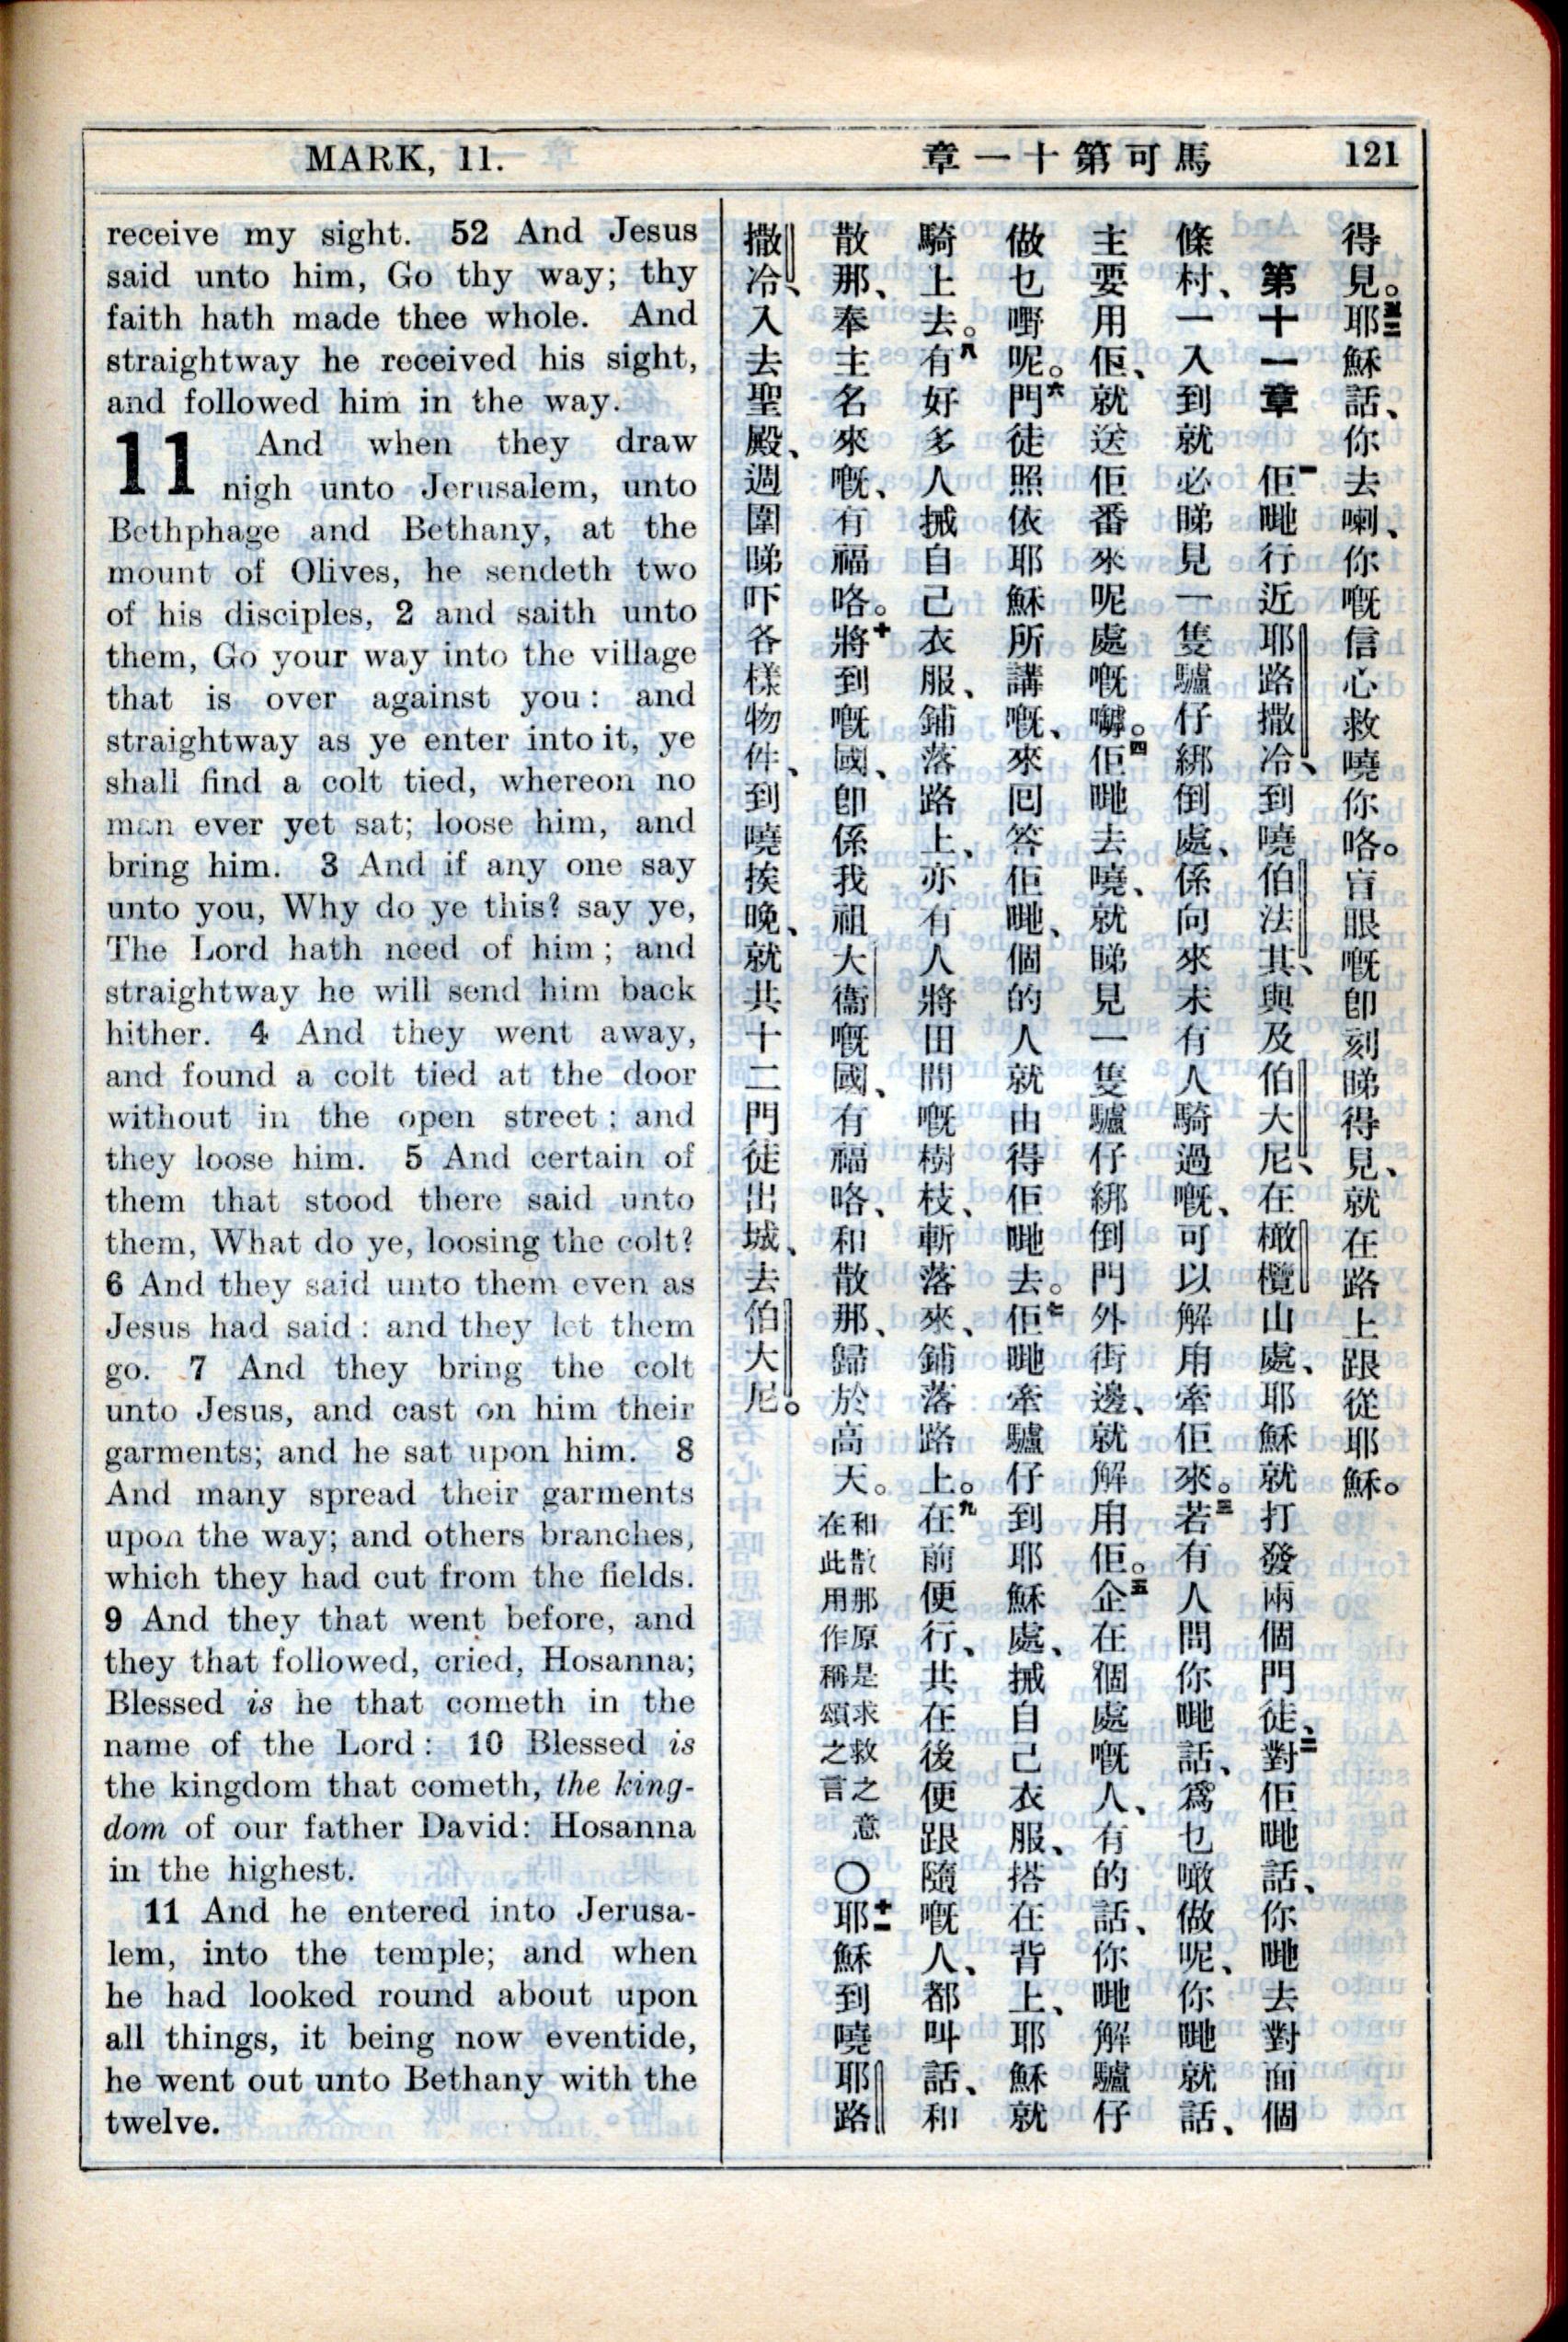 MARK, 11.
馬可第十一章
121
receive my sight. 52 And Jesus
said unto him, Go thy way; thy
faith hath made thee whole. And
straightway he received his sight,
and followed him in the way.
11 And when they draw
nigh unto Jerusalem, unto
Bethphage and Bethany, at the
mount of Olives, he sendeth two
of his disciples, 2 and saith unto
them, Go your way into the village
that is over against you: and
straightway as ye enter into it, ye
shall find a colt tied, whereon no
man ever yet sat; loose him, and
bring him. 3 And if any one say
unto you, Why do ye this? say ye,
The Lord hath need of him; and
straightway he will send him back
hither. 4 And they went away,
and found a colt tied at the door
without in the open street; and
they loose him. 5 And certain of
them that stood there said unto
them, What do ye, loosing the colt?
6 And they said unto them even as
Jesus had said: and they let them
go. 7 And they bring the colt
unto Jesus, and cast on him their
garments; and he sat upon him. 8
And many spread their garments
upon the way; and others branches,
which they had cut from the fields.
9 And they that went before, and
they that followed, cried, Hosanna;
Blessed is he that cometh in the
name of the Lord: 10 Blessed is
the kingdom that cometh, the king-
dom of our father David: Hosanna
in the highest.
11 And he entered into Jerusa-
lem, into the temple; and when
he had looked round about upon
all things, it being now eventide,
he went out unto Bethany with the
twelve.
得見。耶穌話、你去喇、你嘅信心救嘵你咯。盲眼嘅卽刻睇得見、就在路上跟從耶穌。
第十一章 一佢哋行近耶路撒冷、到嘵伯法其、與及伯大尼、在橄欖山處、耶穌就打發兩個門徒、二對佢哋話、你哋去對面個
條村、一入到就必睇見一隻驢仔綁倒處、係向來未有人騎過嘅、可以解甩牽佢來。三若有人問你哋話、爲乜噉做呢、你哋就話、
主要用佢、就送佢番來呢處嘅嚹。四佢哋去嘵、就睇見一隻驢仔綁倒門外街邊、就解甩佢。五企在個處嘅人、有的話、你哋解驢仔
做乜嘢呢。六門徒照依耶穌所講嘅、來回答佢哋、個的人就由得佢哋去。七佢哋牽驢仔到耶穌處、搣自己衣服、搭在背上、耶穌就
騎上去。八有好多人搣自己衣服、鋪落路上、亦有人將田間嘅樹枝、斬落來、鋪落路上。九在前便行、共在後便跟隨嘅人、都叫話、和
散那、奉主名來嘅、有福咯。十將到嘅國、卽係我祖大衞嘅國、有福咯、和散那、歸於高天。和散那原是求救之意在此用作稱頌之言〇十一耶穌到嘵耶路
撒冷、入去聖殿、週圍睇吓各樣物件、到嘵挨晚、就共十二門徒出城、去伯大尼。